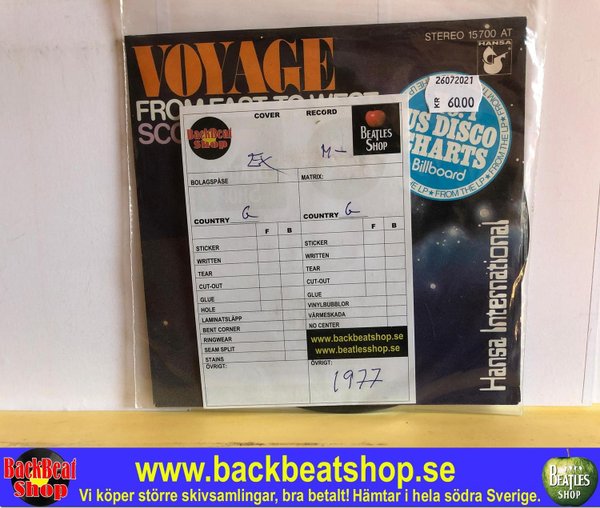 VOYAGE
STEREO 15700 AT
HANSA
FROM EAST TO WEST
SCO
26072021
KR 60.00
US DISCO
CHARTS
Billboard
FROM THE LP ★ FROM THE LP
Hansa International
BackBeat
Shop
COVER
RECORD
BEATLES
SHOP
EX
M-
BOLAGSPÅSE
MATRIX:
COUNTRY G
COUNTRY G
F B
F B
STICKER
WRITTEN
TEAR
CUT-OUT
GLUE
HOLE
LAMINATSLÄPP
BENT CORNER
RINGWEAR
SEAM SPLIT
STAINS
ÖVRIGT:
STICKER
WRITTEN
TEAR
CUT-OUT
GLUE
VINYLBUBBLOR
VÄRMESKADA
NO CENTER
www.backbeatshop.se
www.beatlesshop.se
ÖVRIGT:
1977
BackBeat
Shop
www.backbeatshop.se
Vi köper större skivsamlingar, bra betalt! Hämtar i hela södra Sverige.
BEATLES
SHOP